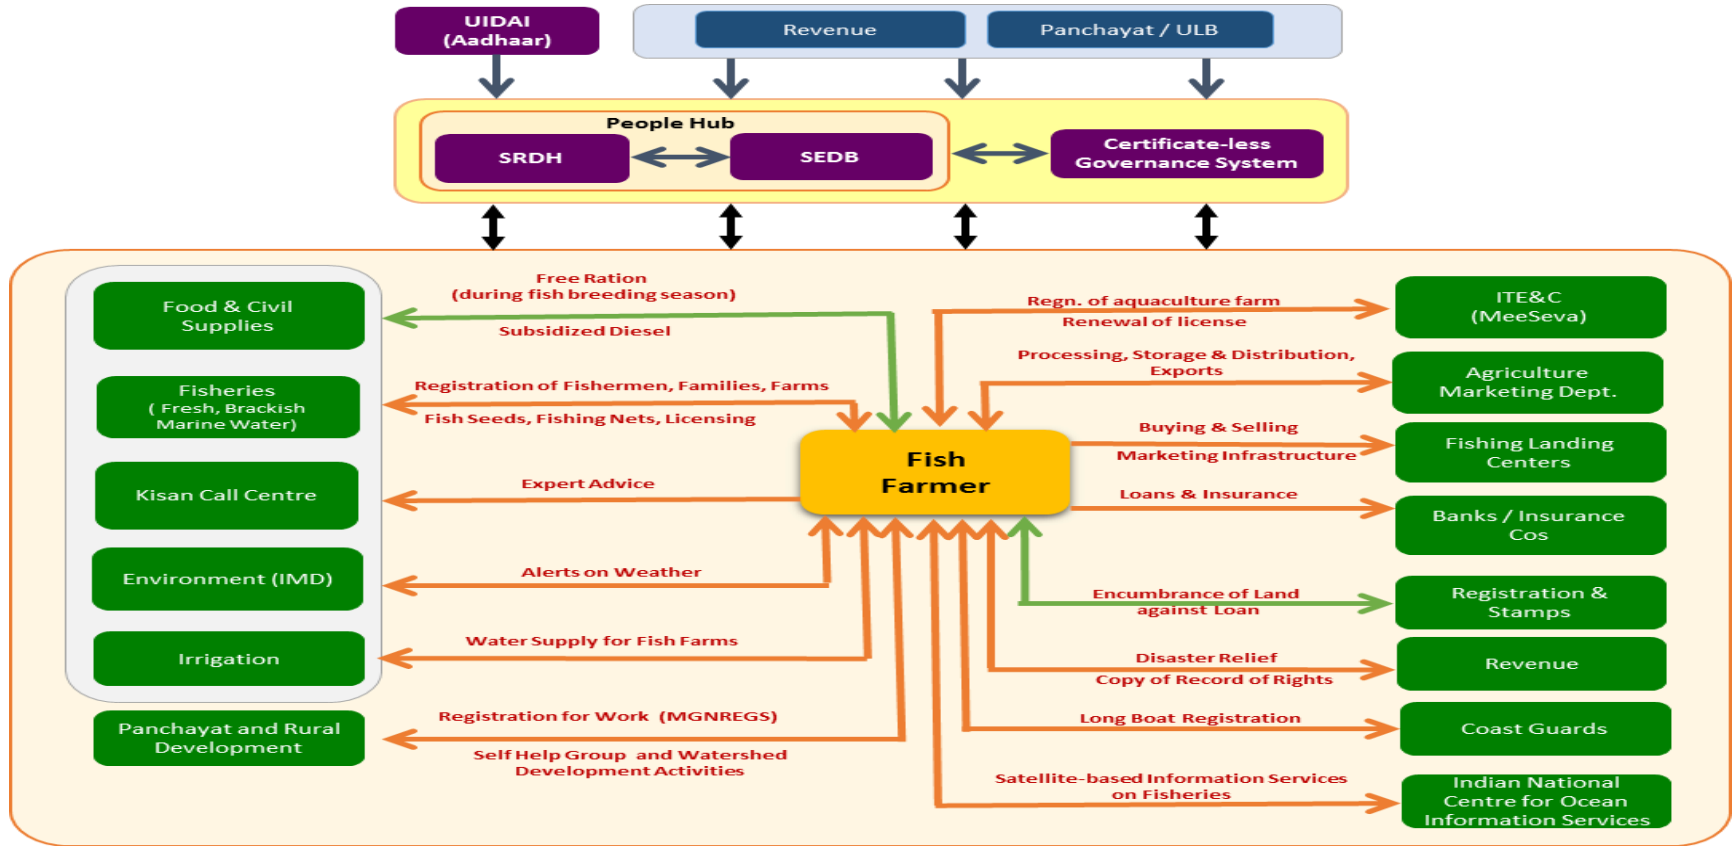 UIDAI
(Aadhaar)
Revenue
Panchayat / ULB
People Hub
SRDH
SEDB
Certificate-less
Governance System
Food & Civil
Supplies
Free Ration
(during fish breeding season)
Subsidized Diesel
Fisheries
( Fresh, Brackish
Marine Water)
Registration of Fishermen, Families, Farms
Fish Seeds, Fishing Nets, Licensing
Kisan Call Centre
Expert Advice
Environment (IMD)
Alerts on Weather
Irrigation
Water Supply for Fish Farms
Panchayat and Rural
Development
Registration for Work (MGNREGS)
Self Help Group and Watershed
Development Activities
Fish
Farmer
Regn. of aquaculture farm
Renewal of license
ITE&C
(MeeSeva)
Processing, Storage & Distribution,
Exports
Agriculture
Marketing Dept.
Buying & Selling
Marketing Infrastructure
Fishing Landing
Centers
Loans & Insurance
Banks / Insurance
Cos
Encumbrance of Land
against Loan
Registration &
Stamps
Disaster Relief
Copy of Record of Rights
Revenue
Long Boat Registration
Coast Guards
Satellite-based Information Services
on Fisheries
Indian National
Centre for Ocean
Information Services